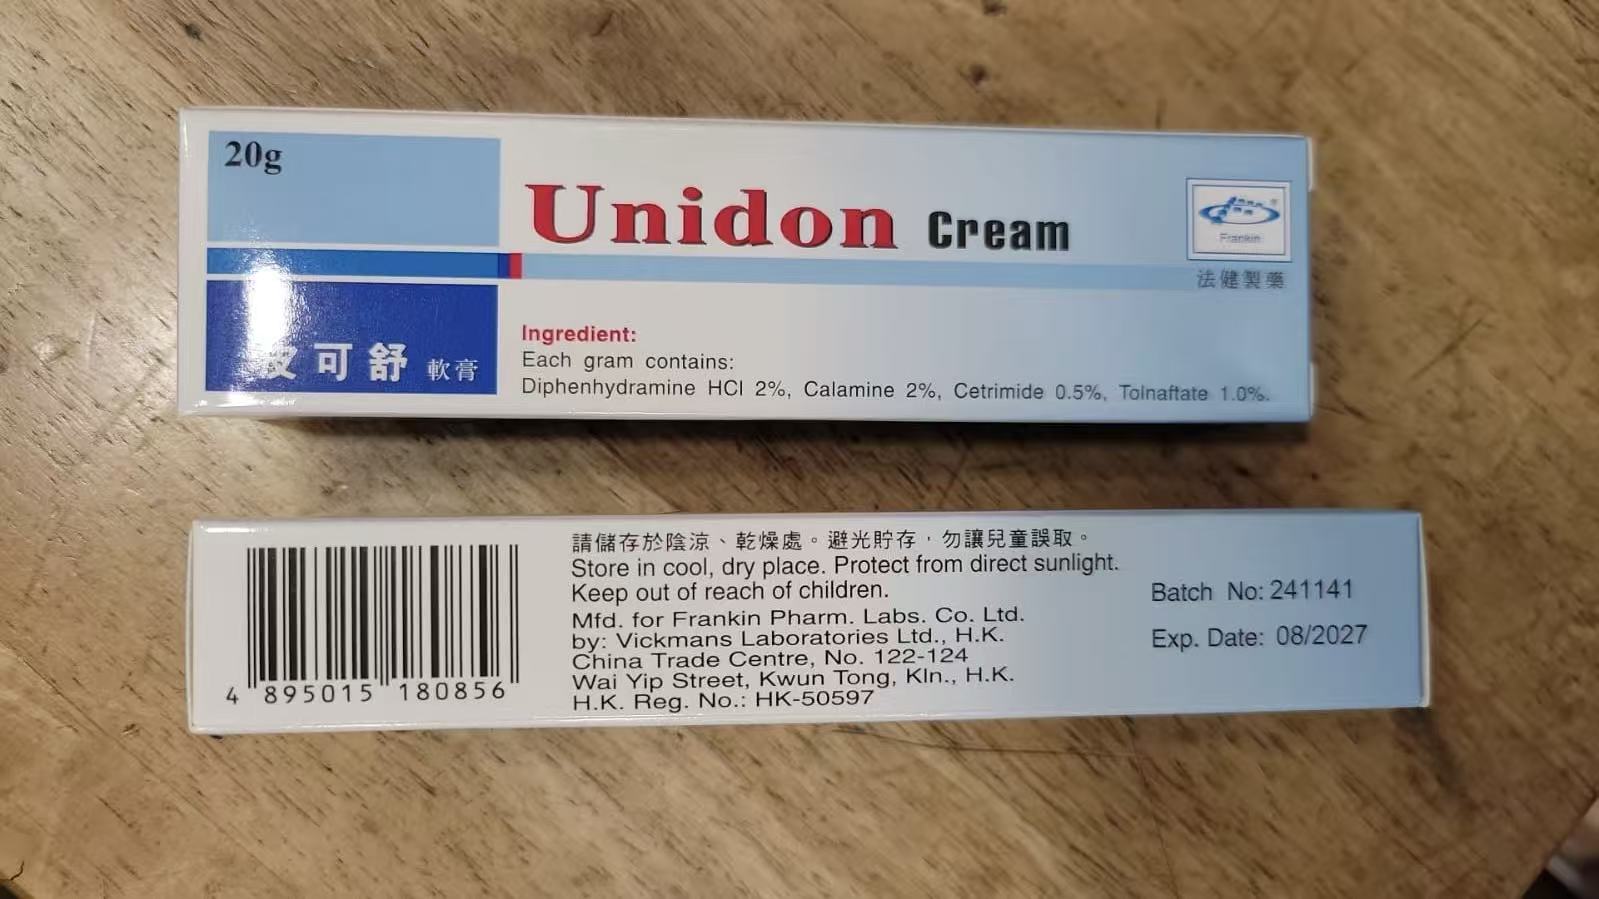 20g
Unidon Cream
Frankin
法健製藥
皮可舒 軟膏
Ingredient:
Each gram contains:
Diphenhydramine HCl 2%, Calamine 2%, Cetrimide 0.5%, Tolnaftate 1.0%.
請儲存於陰涼、乾燥處。避光貯存，勿讓兒童誤取。
Store in cool, dry place. Protect from direct sunlight.
Keep out of reach of children.
Mfd. for Frankin Pharm. Labs. Co. Ltd.
by: Vickmans Laboratories Ltd., H.K.
China Trade Centre, No. 122-124
Wai Yip Street, Kwun Tong, Kln., H.K.
H.K. Reg. No.: HK-50597
Batch No: 241141
Exp. Date: 08/2027
4 895015 180856